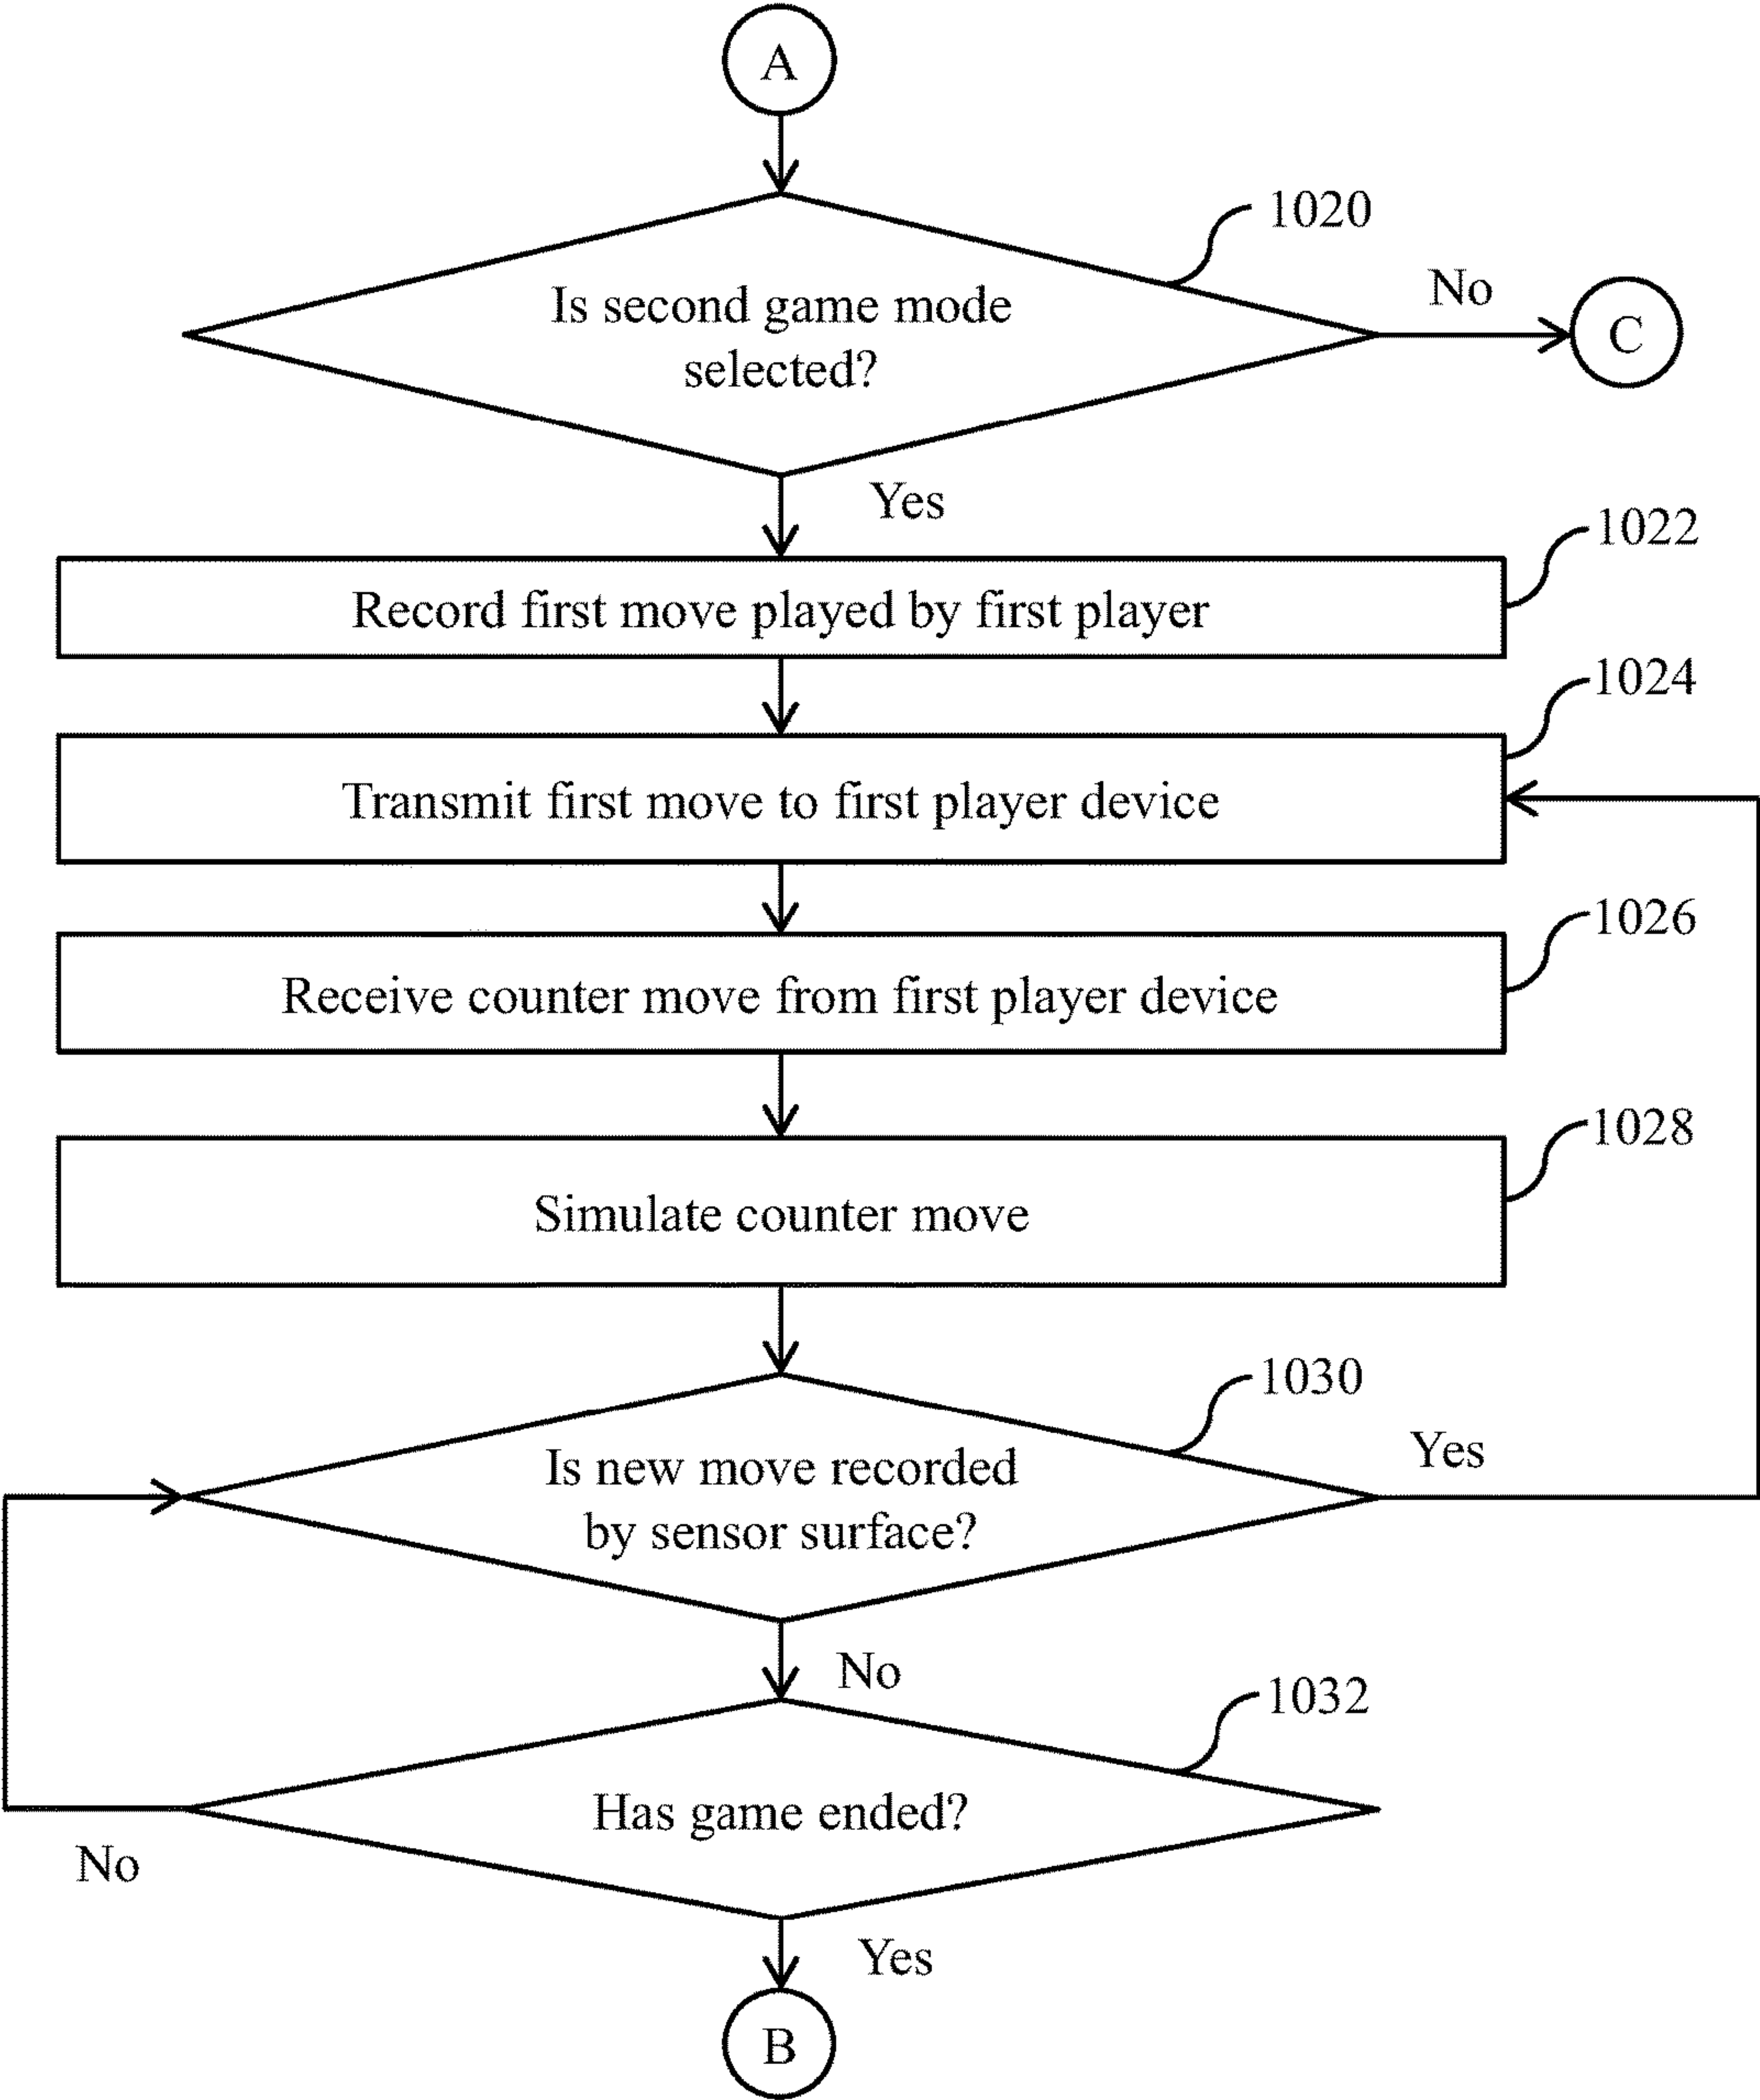 A
1020
Is second game mode
selected?
No
C
Yes
1022
Record first move played by first player
1024
Transmit first move to first player device
1026
Receive counter move from first player device
1028
Simulate counter move
1030
Is new move recorded
by sensor surface?
Yes
No
1032
Has game ended?
No
Yes
B